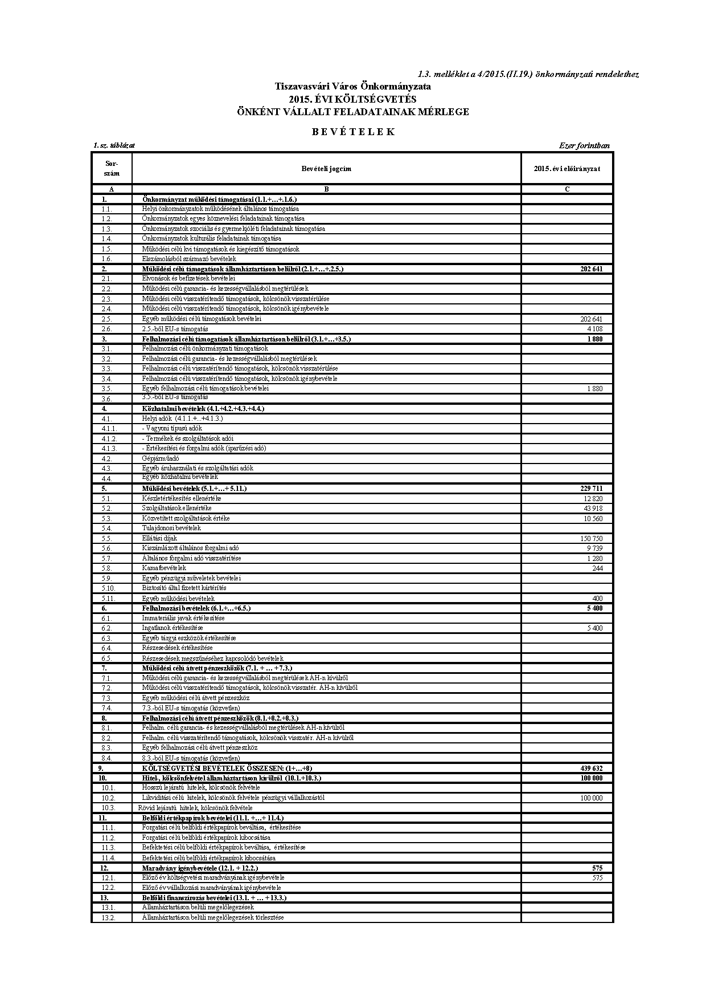 1.3. melléklet a 4/2015.(II.19.) önkormányzati rendelethez
Tiszavasvári Város Önkormányzata
2015. ÉVI KÖLTSÉGVETÉS
ÖNKÉNT VÁLLALT FELADATAINAK MÉRLEGE
B E V É T E L E K
1. sz. táblázat Ezer forintban
Sor-
szám Bevételi jogcím 2015. évi előirányzat
A B C
1. Önkormányzat működési támogatásai (1.1.+…+.1.6.)
1.1. Helyi önkormányzatok működésének általános támogatása
1.2. Önkormányzatok egyes köznevelési feladatainak támogatása
1.3. Önkormányzatok szociális és gyermekjóléti feladatainak támogatása
1.4. Önkormányzatok kulturális feladatainak támogatása
1.5. Működési célú kvi támogatások és kiegészítő támogatások
1.6. Elszámolásból származó bevételek
2. Működési célú támogatások államháztartáson belülről (2.1.+…+.2.5.) 202 641
2.1. Elvonások és befizetések bevételei
2.2. Működési célú garancia- és kezességvállalásból megtérülések
2.3. Működési célú visszatérítendő támogatások, kölcsönök visszatérülése
2.4. Működési célú visszatérítendő támogatások, kölcsönök igénybevétele
2.5. Egyéb működési célú támogatások bevételei 202 641
2.6. 2.5.-ből EU-s támogatás 4 108
3. Felhalmozási célú támogatások államháztartáson belülről (3.1.+…+3.5.) 1 880
3.1. Felhalmozási célú önkormányzati támogatások
3.2. Felhalmozási célú garancia- és kezességvállalásból megtérülések
3.3. Felhalmozási célú visszatérítendő támogatások, kölcsönök visszatérülése
3.4. Felhalmozási célú visszatérítendő támogatások, kölcsönök igénybevétele
3.5. Egyéb felhalmozási célú támogatások bevételei 1 880
3.6. 3.5.-ből EU-s támogatás
4. Közhatalmi bevételek (4.1.+4.2.+4.3.+4.4.)
4.1. Helyi adók (4.1.1.+...+4.1.3.)
4.1.1. - Vagyoni típusú adók
4.1.2. - Termékek és szolgáltatások adói
4.1.3. - Értékesítési és forgalmi adók (iparűzési adó)
4.2. Gépjárműadó
4.3. Egyéb áruhasználati és szolgáltatási adók
4.4. Egyéb közhatalmi bevételek
5. Működési bevételek (5.1.+…+ 5.11.) 229 711
5.1. Készletértékesítés ellenértéke 12 820
5.2. Szolgáltatások ellenértéke 43 918
5.3. Közvetített szolgáltatások értéke 10 560
5.4. Tulajdonosi bevételek
5.5. Ellátási díjak 150 750
5.6. Kiszámlázott általános forgalmi adó 9 739
5.7. Általános forgalmi adó visszatérítése 1 280
5.8. Kamatbevételek 244
5.9. Egyéb pénzügyi műveletek bevételei
5.10. Biztosító által fizetett kártérítés
5.11. Egyéb működési bevételek 400
6. Felhalmozási bevételek (6.1.+…+6.5.) 5 400
6.1. Immateriális javak értékesítése
6.2. Ingatlanok értékesítése 5 400
6.3. Egyéb tárgyi eszközök értékesítése
6.4. Részesedések értékesítése
6.5. Részesedések megszűnéséhez kapcsolódó bevételek
7. Működési célú átvett pénzeszközök (7.1. + … + 7.3.)
7.1. Működési célú garancia- és kezességvállalásból megtérülések ÁH-n kívülről
7.2. Működési célú visszatérítendő támogatások, kölcsönök visszatér. ÁH-n kívülről
7.3. Egyéb működési célú átvett pénzeszköz
7.4. 7.3.-ból EU-s támogatás (közvetlen)
8. Felhalmozási célú átvett pénzeszközök (8.1.+8.2.+8.3.)
8.1. Felhalm. célú garancia- és kezességvállalásból megtérülések ÁH-n kívülről
8.2. Felhalm. célú visszatérítendő támogatások, kölcsönök visszatér. ÁH-n kívülről
8.3. Egyéb felhalmozási célú átvett pénzeszköz
8.4. 8.3.-ból EU-s támogatás (közvetlen)
9. KÖLTSÉGVETÉSI BEVÉTELEK ÖSSZESEN: (1+…+8) 439 632
10. Hitel-, kölcsönfelvétel államháztartáson kívülről (10.1.+10.3.) 100 000
10.1. Hosszú lejáratú hitelek, kölcsönök felvétele
10.2. Likviditási célú hitelek, kölcsönök felvétele pénzügyi vállalkozástól 100 000
10.3. Rövid lejáratú hitelek, kölcsönök felvétele
11. Belföldi értékpapírok bevételei (11.1. +…+ 11.4.)
11.1. Forgatási célú belföldi értékpapírok beváltása, értékesítése
11.2. Forgatási célú belföldi értékpapírok kibocsátása
11.3. Befektetési célú belföldi értékpapírok beváltása, értékesítése
11.4. Befektetési célú belföldi értékpapírok kibocsátása
12. Maradvány igénybevétele (12.1. + 12.2.) 575
12.1. Előző év költségvetési maradványának igénybevétele 575
12.2. Előző év vállalkozási maradványának igénybevétele
13. Belföldi finanszírozás bevételei (13.1. + … + 13.3.)
13.1. Államháztartáson belüli megelőlegezések
13.2. Államháztartáson belüli megelőlegezések törlesztése